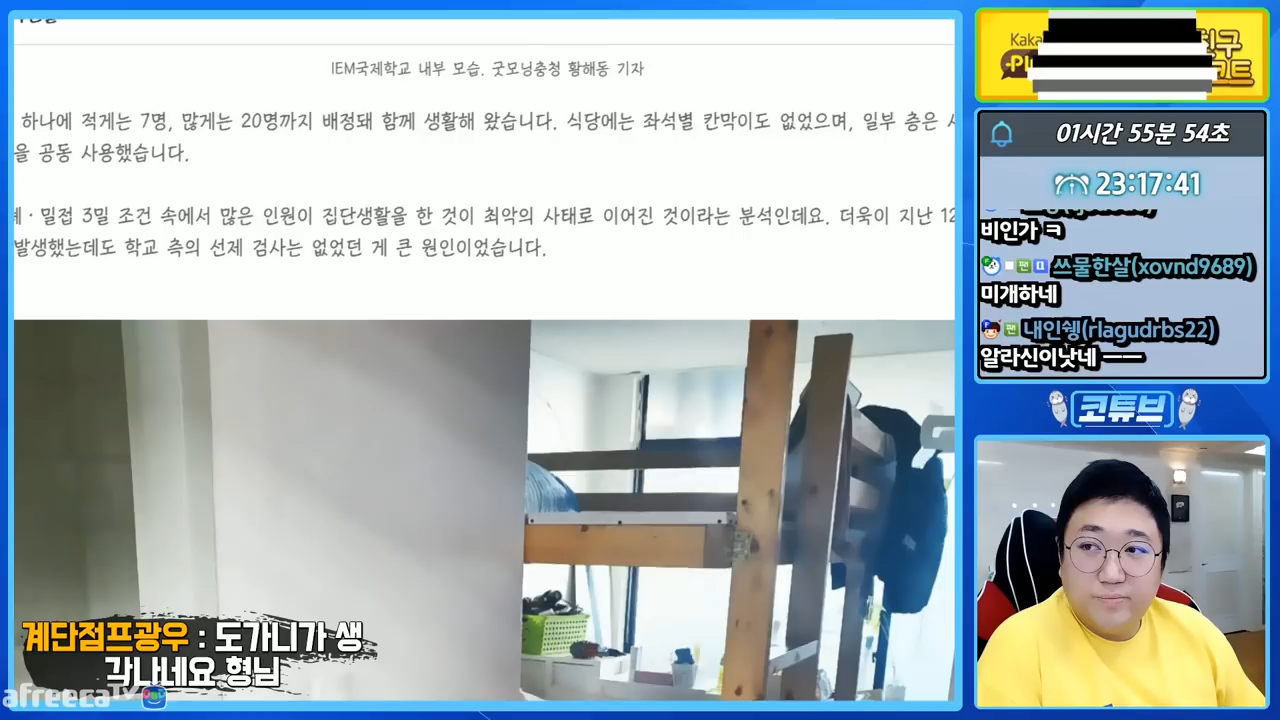 IEM국제학교 내부 모습. 굿모닝충청 황해동 기자
하나에 적게는 7명, 많게는 20명까지 배정돼 함께 생활해 왔습니다. 식당에는 좌석별 칸막이도 없었으며, 일부 층은
을 공동 사용했습니다.
· 밀접 3밀 조건 속에서 많은 인원이 집단생활을 한 것이 최악의 사태로 이어진 것이라는 분석인데요. 더욱이 지난 12
발생했는데도 학교 측의 선제 검사는 없었던 게 큰 원인이었습니다.
계단점프광우 : 도가니가 생
각나네요 형님
afreecaTV
01시간 55분 54초
23:17:41
비인가 ㅋ
팬 쓰물한살(xovnd9689)
미개하네
팬 내인쉥(rlagudrbs22)
알라신이낫네 ㅡㅡ
코튜브